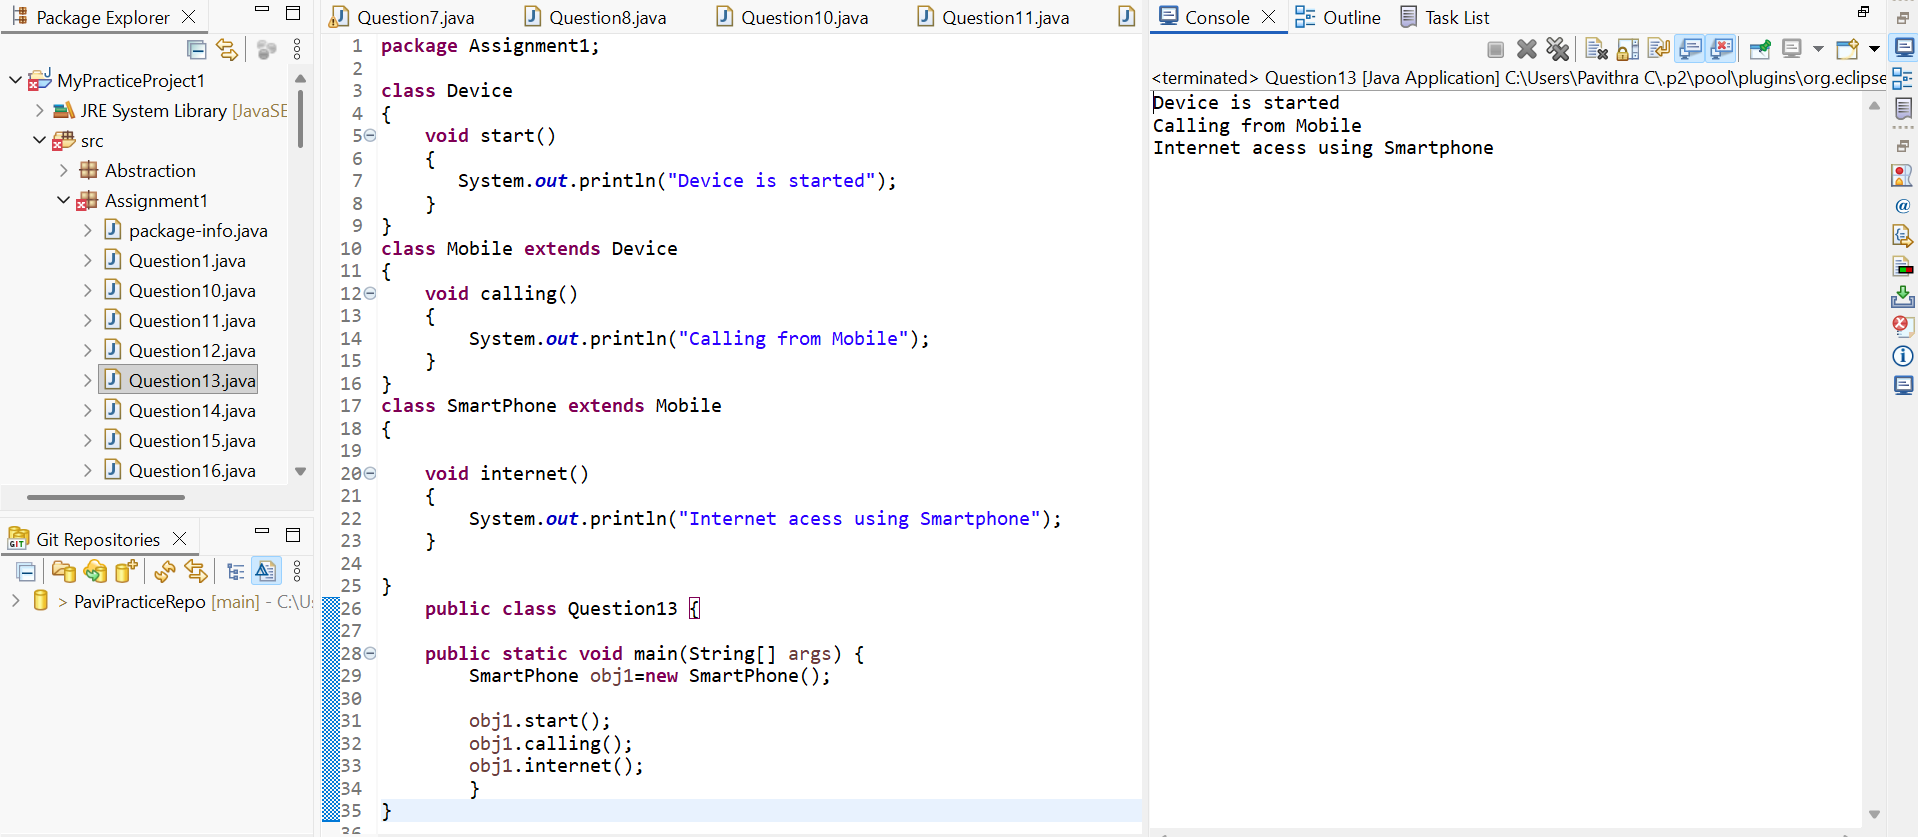 Package Explorer
MyPracticeProject1
JRE System Library [JavaSE
src
Abstraction
Assignment1
package-info.java
Question1.java
Question10.java
Question11.java
Question12.java
Question13.java
Question14.java
Question15.java
Question16.java
Git Repositories
> PaviPracticeRepo [main] - C:\Us
Question7.java Question8.java Question10.java Question11.java
1 package Assignment1;
2
3 class Device
4 {
5 void start()
6 {
7 System.out.println("Device is started");
8 }
9 }
10 class Mobile extends Device
11 {
12 void calling()
13 {
14 System.out.println("Calling from Mobile");
15 }
16 }
17 class SmartPhone extends Mobile
18 {
19
20 void internet()
21 {
22 System.out.println("Internet acess using Smartphone");
23 }
24
25 }
26 public class Question13 {
27
28 public static void main(String[] args) {
29 SmartPhone obj1=new SmartPhone();
30
31 obj1.start();
32 obj1.calling();
33 obj1.internet();
34 }
35 }
36
Console Outline Task List
<terminated> Question13 [Java Application] C:\Users\Pavithra C\.p2\pool\plugins\org.eclipse
Device is started
Calling from Mobile
Internet acess using Smartphone